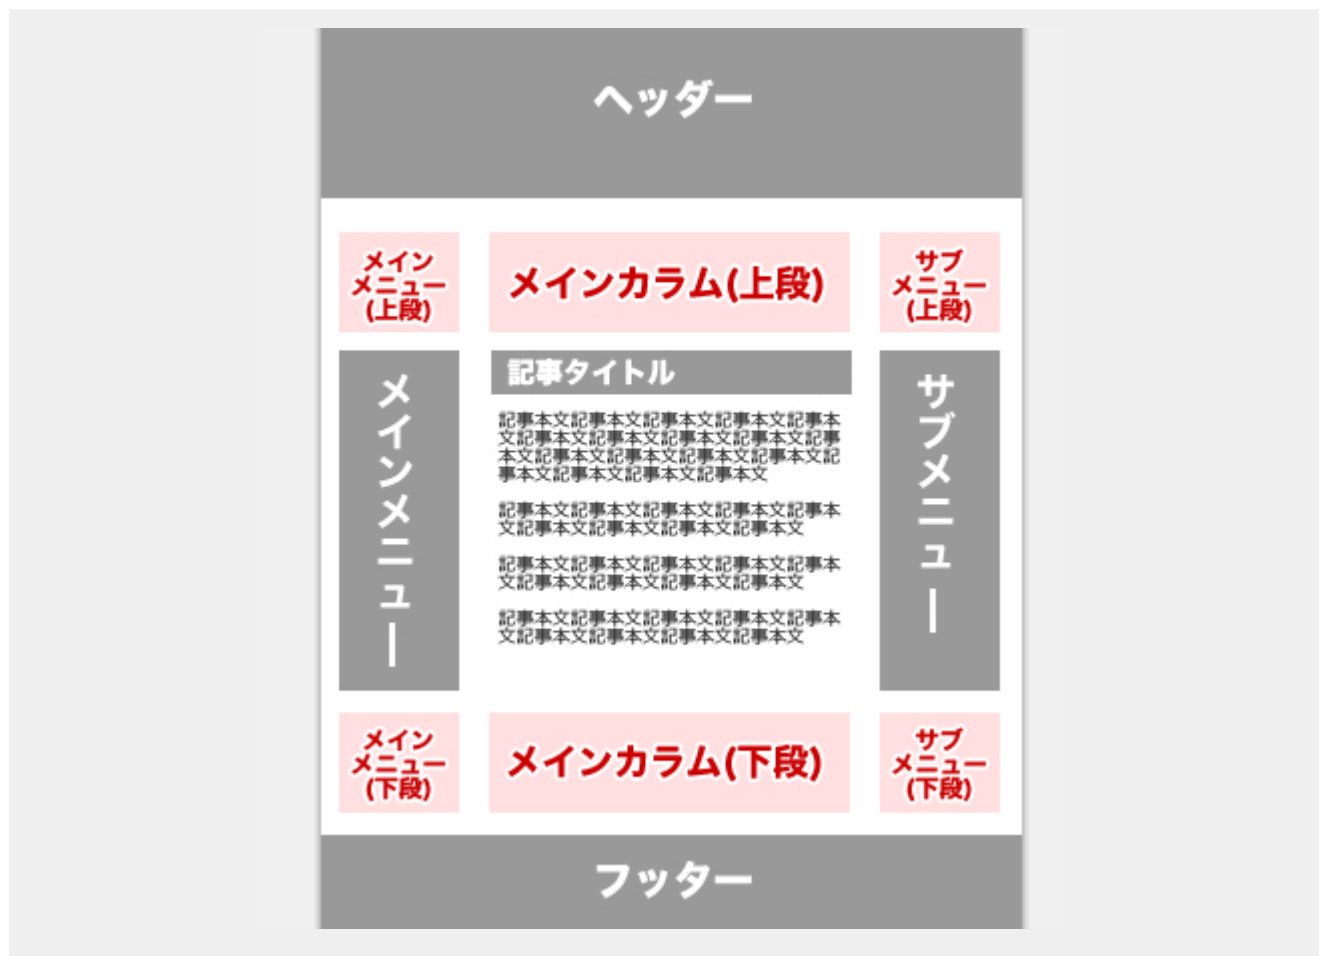 ヘッダー
メイン
メニュー
(上段)
メインカラム(上段)
サブ
メニュー
(上段)
メインメニュー
記事タイトル
記事本文記事本文記事本文記事本文記事本
文記事本文記事本文記事本文記事本文記事
本文記事本文記事本文記事本文記事本文記
事本文記事本文記事本文記事本文
記事本文記事本文記事本文記事本文記事本
文記事本文記事本文記事本文記事本文
記事本文記事本文記事本文記事本文記事本
文記事本文記事本文記事本文記事本文
記事本文記事本文記事本文記事本文記事本
文記事本文記事本文記事本文記事本文
サブメニュー
メイン
メニュー
(下段)
メインカラム(下段)
サブ
メニュー
(下段)
フッター